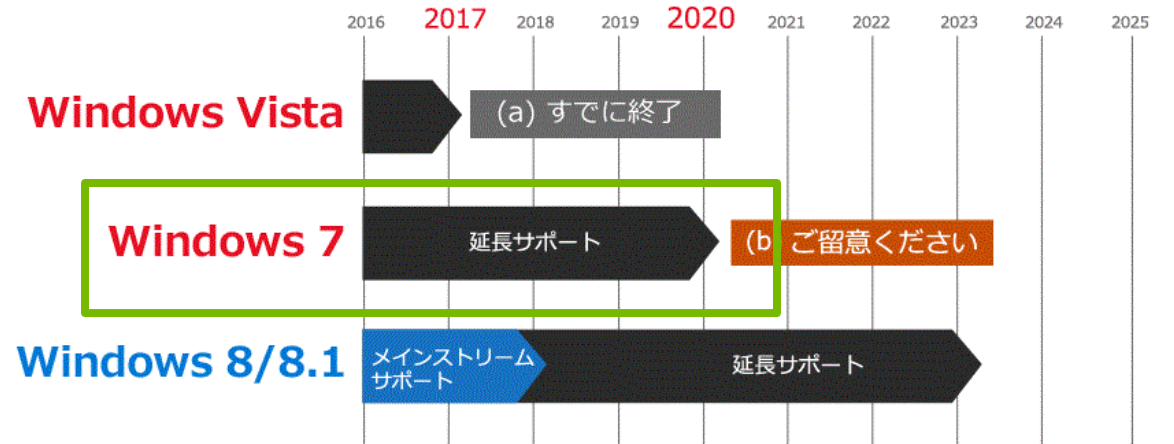 2016 2017 2018 2019 2020 2021 2022 2023 2024 2025
Windows Vista
(a) すでに終了
Windows 7
延長サポート
(b) ご留意ください
Windows 8/8.1
メインストリーム
サポート
延長サポート